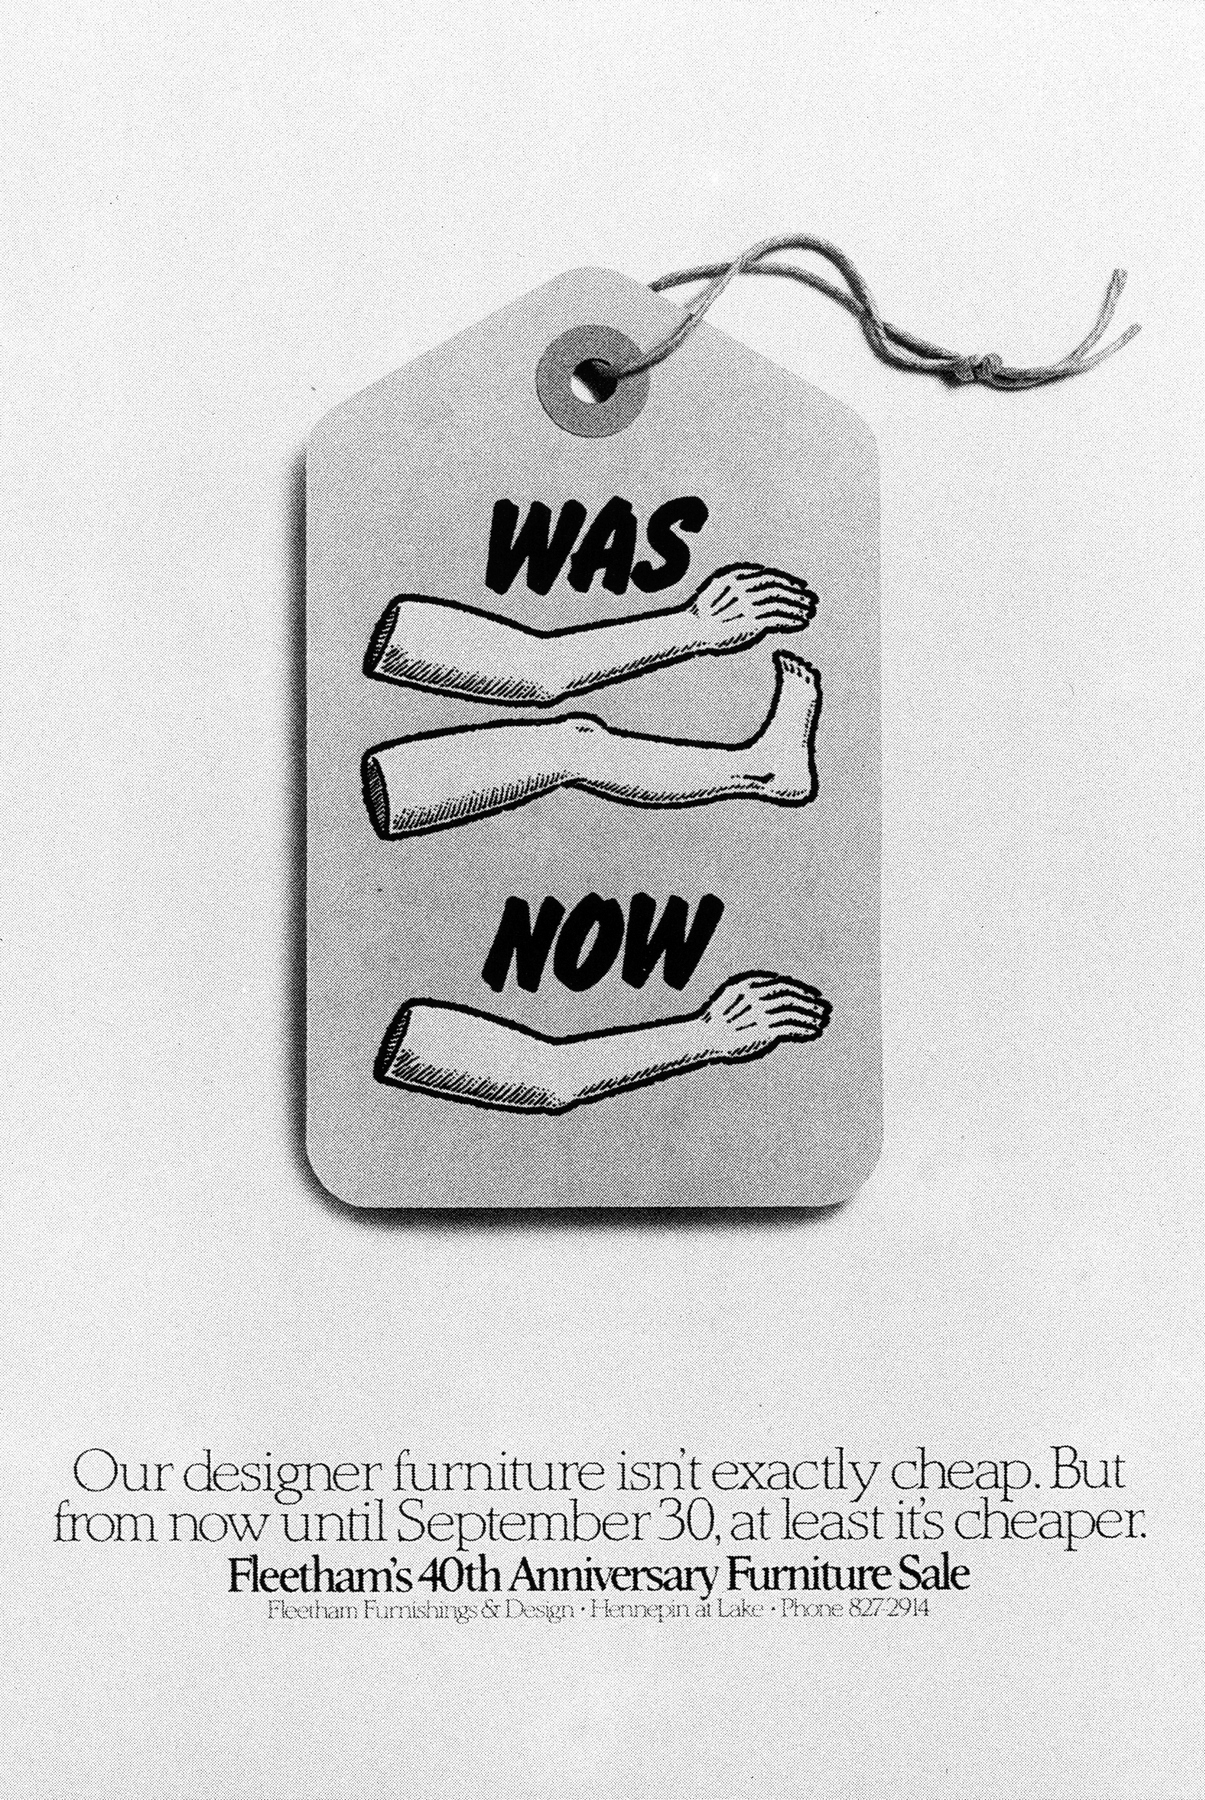 WAS
NOW
Our designer furniture isn't exactly cheap. But
from now until September 30, at least it's cheaper.
Fleetham's 40th Anniversary Furniture Sale
Fleetham Furnishings & Design • Hennepin at Lake • Phone 827-2914